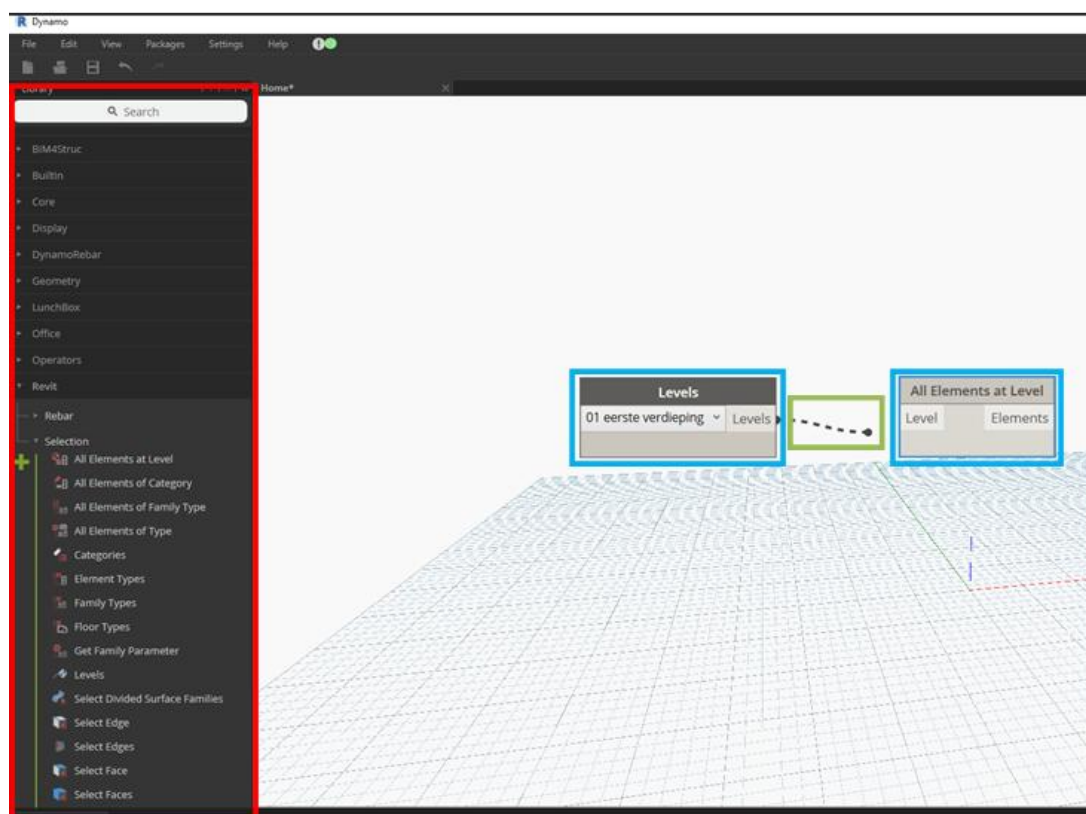 Dynamo
File Edit View Packages Settings Help
Library
Home*
Search
BIM4Struc
BuiltIn
Core
Display
DynamoRebar
Geometry
LunchBox
Office
Operators
Revit
Rebar
Selection
All Elements at Level
All Elements of Category
All Elements of Family Type
All Elements of Type
Categories
Element Types
Family Types
Floor Types
Get Family Parameter
Levels
Select Divided Surface Families
Select Edge
Select Edges
Select Face
Select Faces
Levels
01 eerste verdieping Levels
All Elements at Level
Level Elements